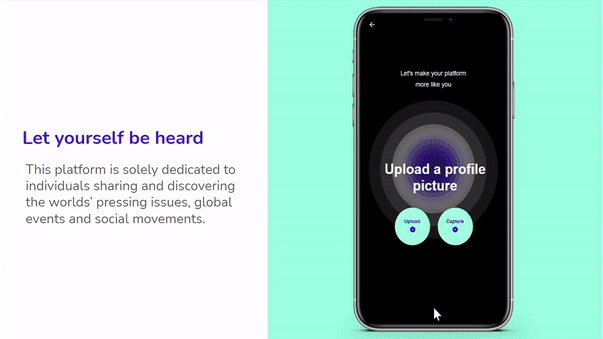 Let yourself be heard
This platform is solely dedicated to
individuals sharing and discovering
the worlds' pressing issues, global
events and social movements.
Let's make your platform
more like you
Upload a profile
picture
Upload Capture